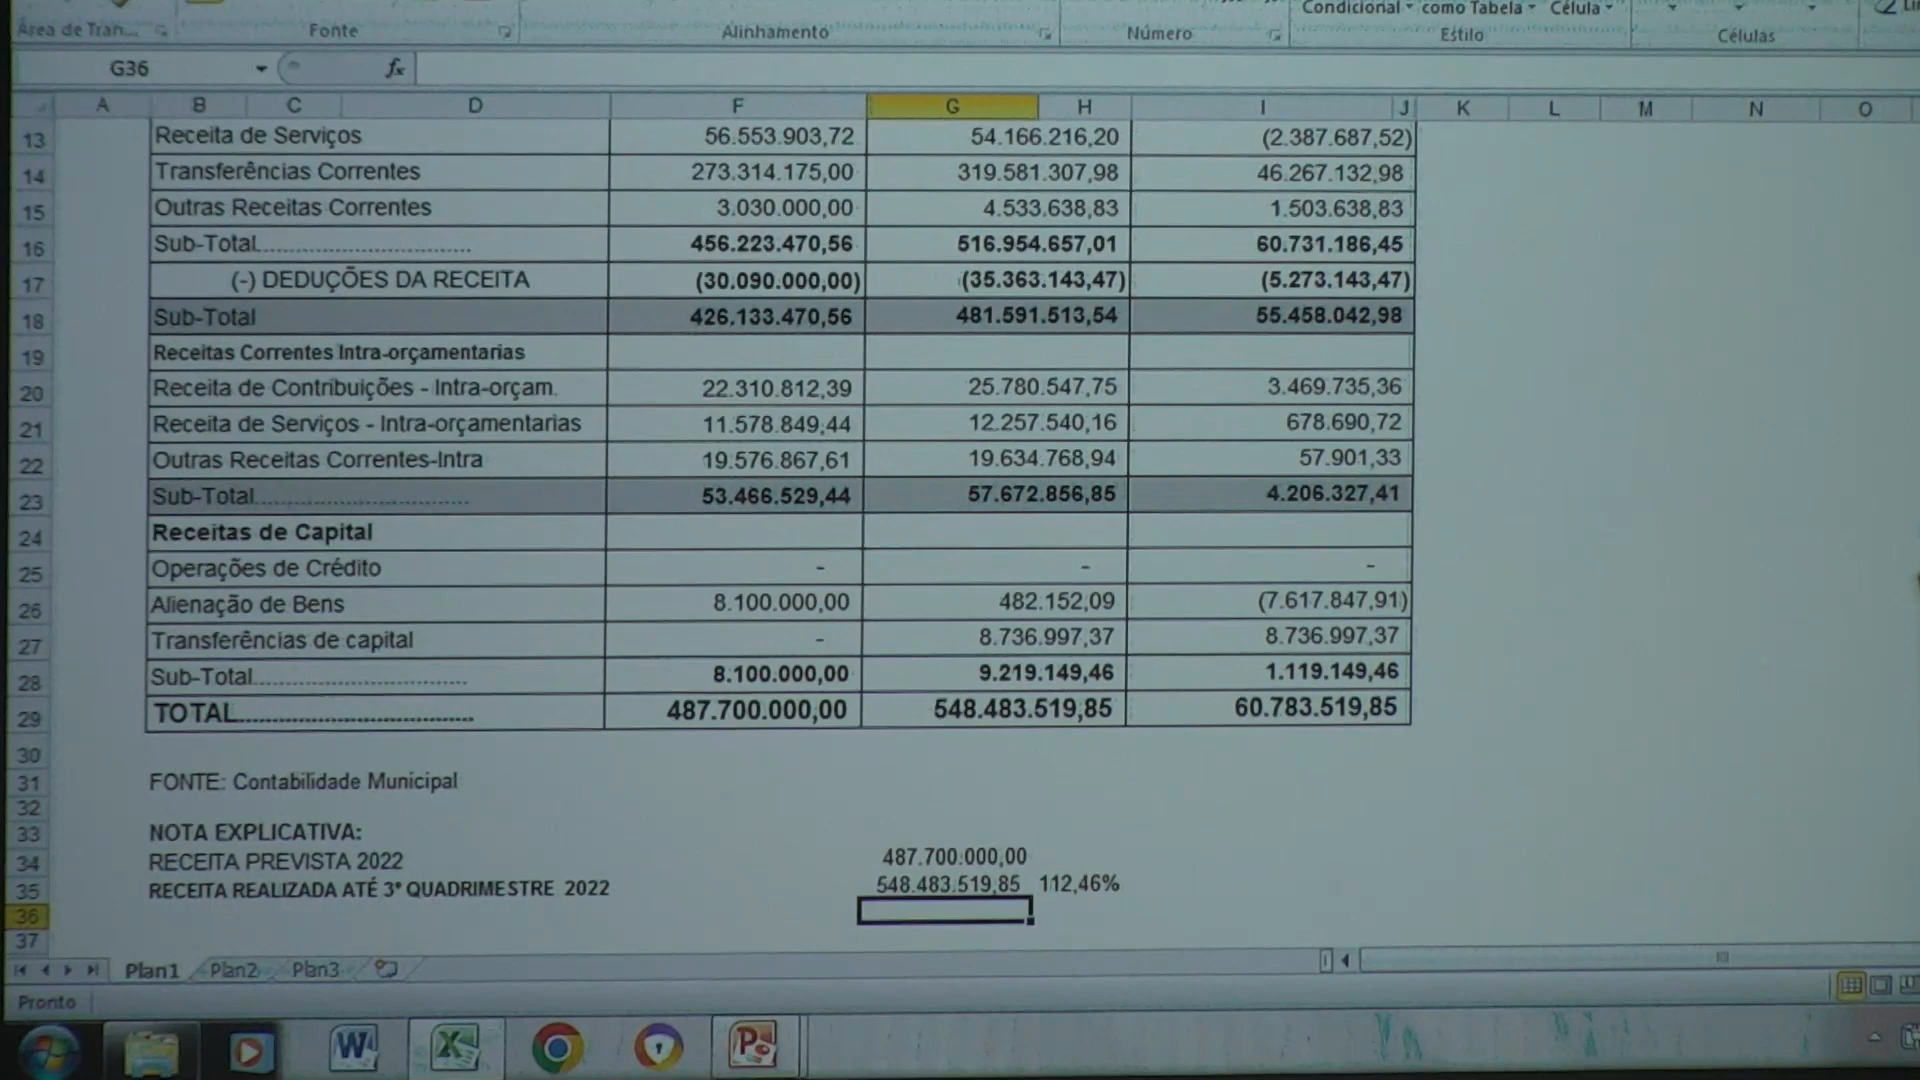 Condicional como Tabela Célula
Área de Tran... Fonte Alinhamento Número Estilo Células
G36 fx
A B C D F G H I J K L M N O
13 Receita de Serviços 56.553.903,72 54.166.216,20 (2.387.687,52)
14 Transferências Correntes 273.314.175,00 319.581.307,98 46.267.132,98
15 Outras Receitas Correntes 3.030.000,00 4.533.638,83 1.503.638,83
16 Sub-Total................................... 456.223.470,56 516.954.657,01 60.731.186,45
17 (-) DEDUÇÕES DA RECEITA (30.090.000,00) (35.363.143,47) (5.273.143,47)
18 Sub-Total 426.133.470,56 481.591.513,54 55.458.042,98
19 Receitas Correntes Intra-orçamentarias
20 Receita de Contribuições - Intra-orçam. 22.310.812,39 25.780.547,75 3.469.735,36
21 Receita de Serviços - Intra-orçamentarias 11.578.849,44 12.257.540,16 678.690,72
22 Outras Receitas Correntes-Intra 19.576.867,61 19.634.768,94 57.901,33
23 Sub-Total................................... 53.466.529,44 57.672.856,85 4.206.327,41
24 Receitas de Capital
25 Operações de Crédito - - -
26 Alienação de Bens 8.100.000,00 482.152,09 (7.617.847,91)
27 Transferências de capital - 8.736.997,37 8.736.997,37
28 Sub-Total................................... 8.100.000,00 9.219.149,46 1.119.149,46
29 TOTAL................................... 487.700.000,00 548.483.519,85 60.783.519,85
30
31 FONTE: Contabilidade Municipal
32
33 NOTA EXPLICATIVA:
34 RECEITA PREVISTA 2022 487.700.000,00
35 RECEITA REALIZADA ATÉ 3º QUADRIMESTRE 2022 548.483.519,85 112,46%
36
37
Plan1 Plan2 Plan3
Pronto